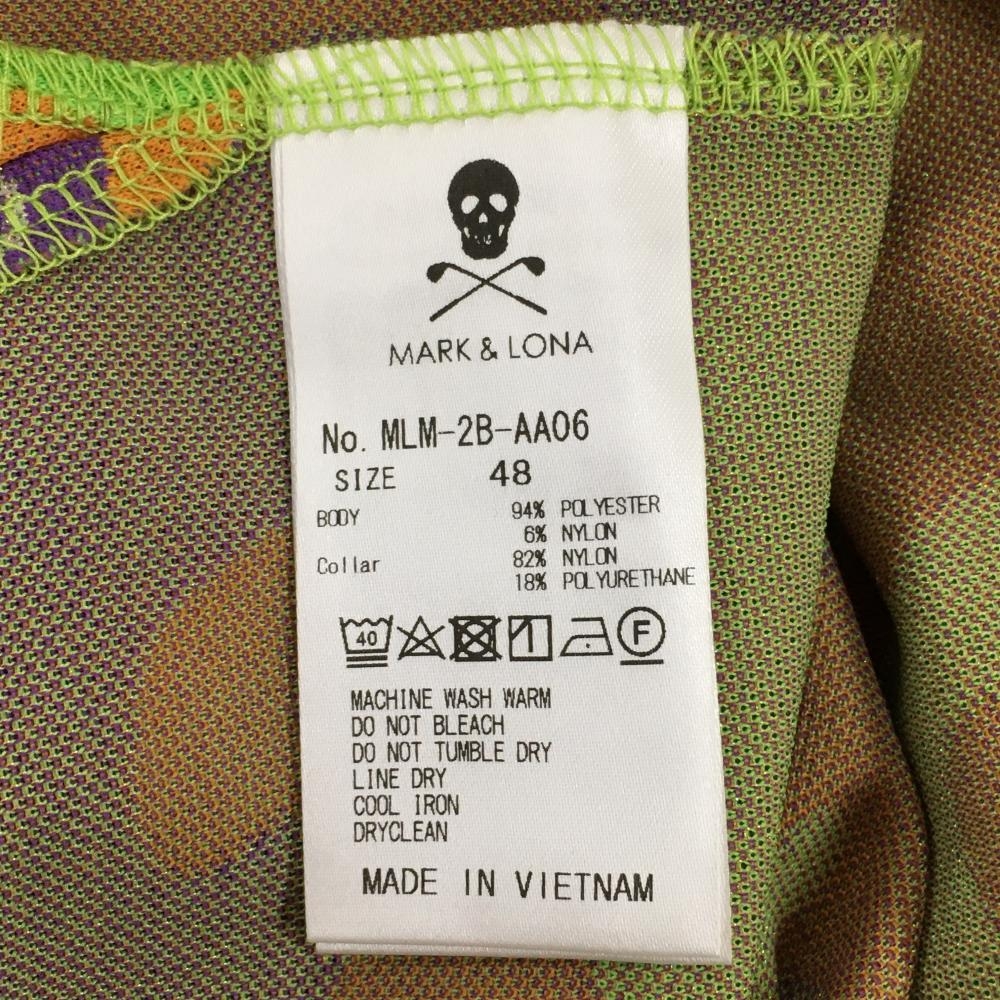 MARK & LONA
No. MLM-2B-AA06
SIZE 48
BODY 94% POLYESTER
6% NYLON
Collar 82% NYLON
18% POLYURETHANE
40 F
MACHINE WASH WARM
DO NOT BLEACH
DO NOT TUMBLE DRY
LINE DRY
COOL IRON
DRYCLEAN
MADE IN VIETNAM